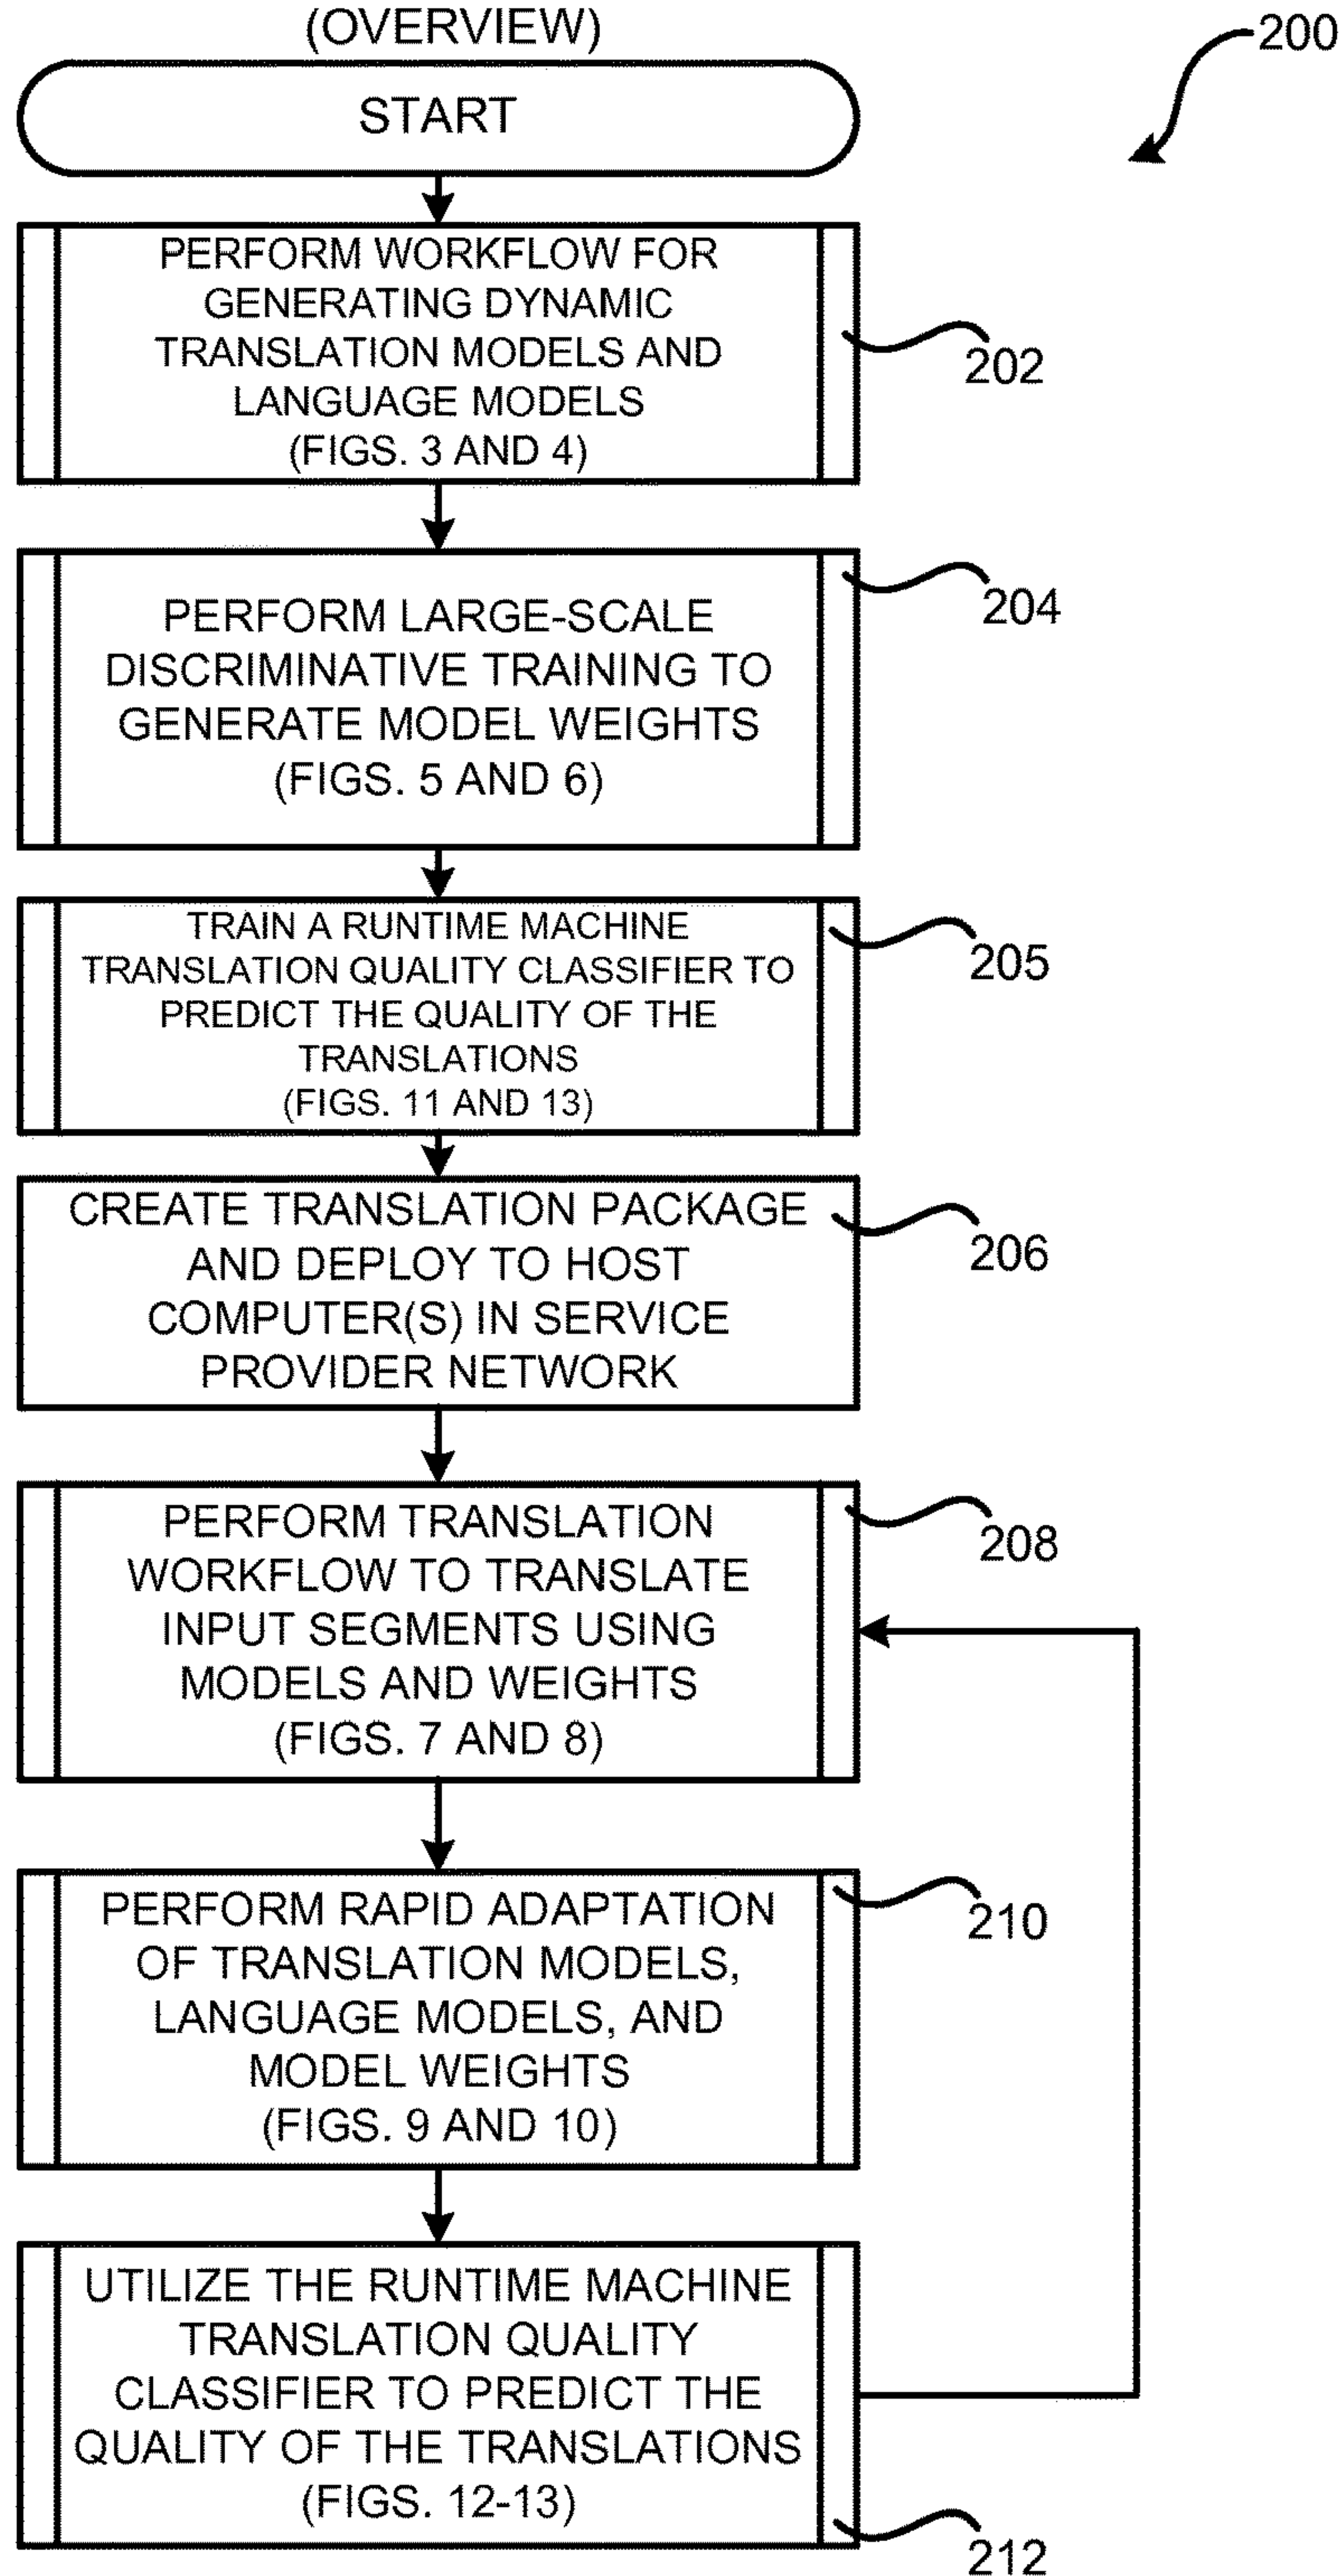 (OVERVIEW)
200
START
PERFORM WORKFLOW FOR
GENERATING DYNAMIC
TRANSLATION MODELS AND
LANGUAGE MODELS
(FIGS. 3 AND 4)
202
PERFORM LARGE-SCALE
DISCRIMINATIVE TRAINING TO
GENERATE MODEL WEIGHTS
(FIGS. 5 AND 6)
204
TRAIN A RUNTIME MACHINE
TRANSLATION QUALITY CLASSIFIER TO
PREDICT THE QUALITY OF THE
TRANSLATIONS
(FIGS. 11 AND 13)
205
CREATE TRANSLATION PACKAGE
AND DEPLOY TO HOST
COMPUTER(S) IN SERVICE
PROVIDER NETWORK
206
PERFORM TRANSLATION
WORKFLOW TO TRANSLATE
INPUT SEGMENTS USING
MODELS AND WEIGHTS
(FIGS. 7 AND 8)
208
PERFORM RAPID ADAPTATION
OF TRANSLATION MODELS,
LANGUAGE MODELS, AND
MODEL WEIGHTS
(FIGS. 9 AND 10)
210
UTILIZE THE RUNTIME MACHINE
TRANSLATION QUALITY
CLASSIFIER TO PREDICT THE
QUALITY OF THE TRANSLATIONS
(FIGS. 12-13)
212